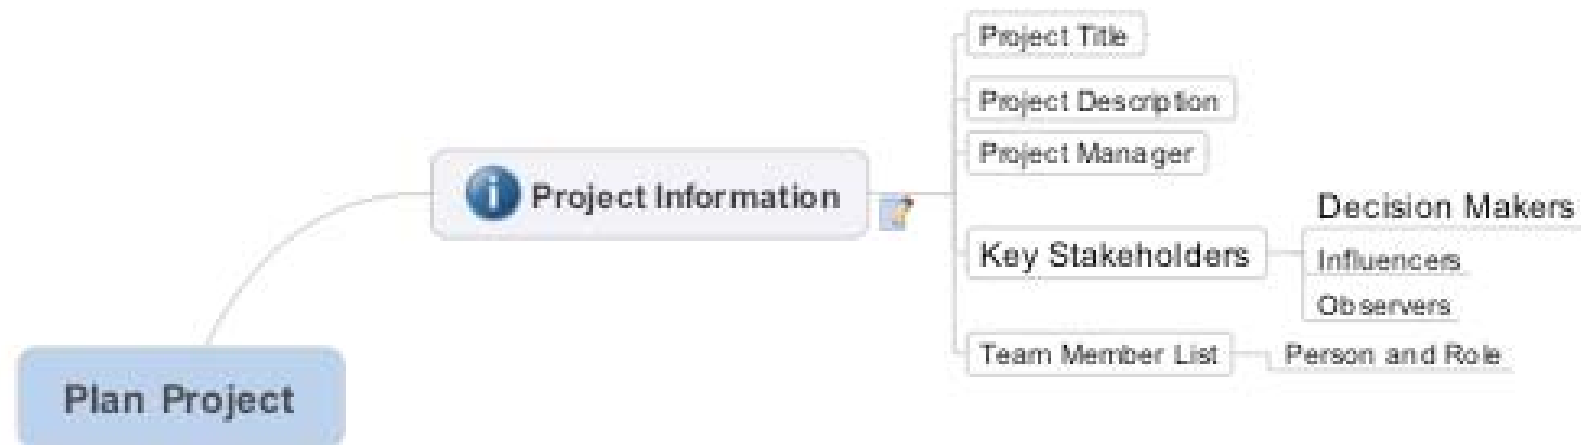 Project Title
Project Description
Project Manager
Project Information
Decision Makers
Key Stakeholders
Influencers
Observers
Team Member List
Person and Role
Plan Project